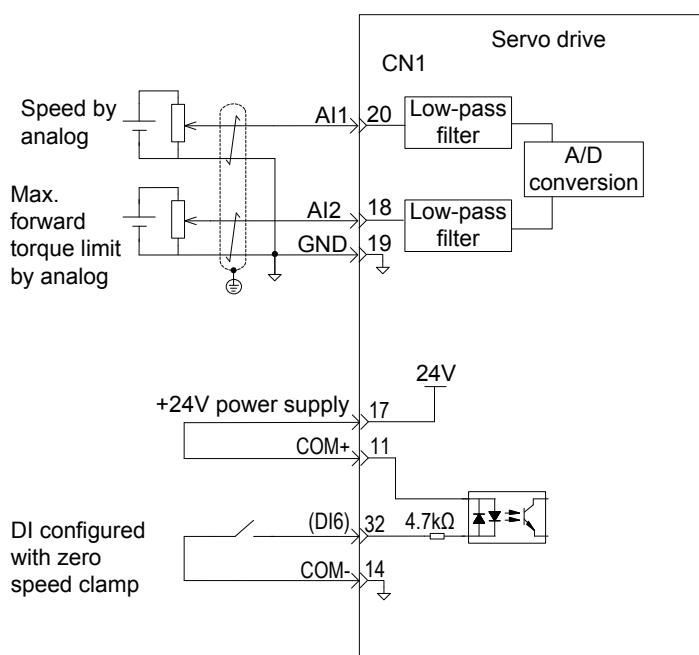 Servo drive
CN1
Speed by
analog
AI1
20
Low-pass
filter
A/D
conversion
Max.
forward
torque limit
by analog
AI2
18
Low-pass
filter
GND
19
24V
+24V power supply
17
COM+
11
DI configured
with zero
speed clamp
(DI6)
32
4.7kΩ
COM-
14